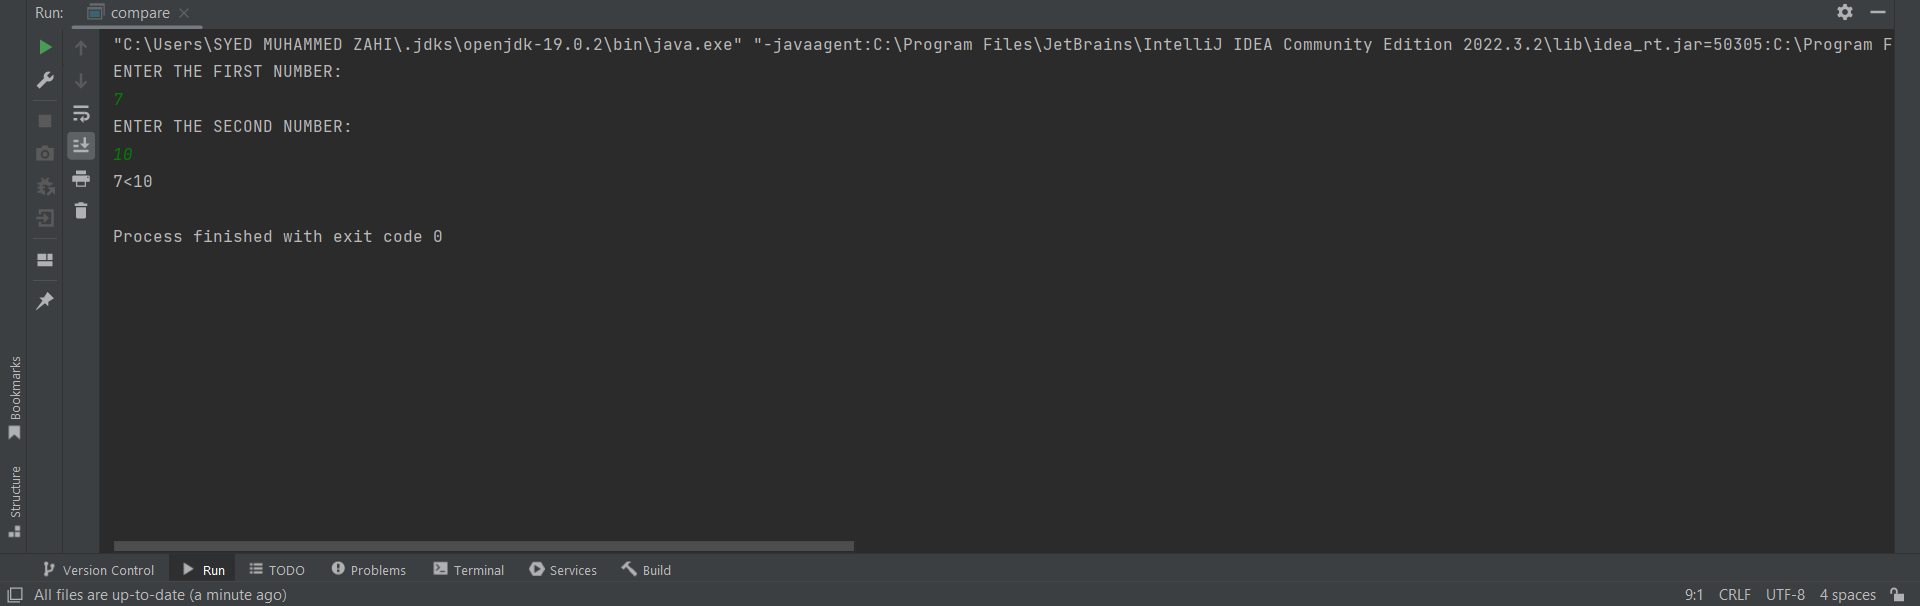 Run: compare
"C:\Users\SYED MUHAMMED ZAHI\.jdks\openjdk-19.0.2\bin\java.exe" "-javaagent:C:\Program Files\JetBrains\IntelliJ IDEA Community Edition 2022.3.2\lib\idea_rt.jar=50305:C:\Program F
ENTER THE FIRST NUMBER:
7
ENTER THE SECOND NUMBER:
10
7<10
Process finished with exit code 0
Bookmarks
Structure
Version Control Run TODO Problems Terminal Services Build
All files are up-to-date (a minute ago) 9:1 CRLF UTF-8 4 spaces